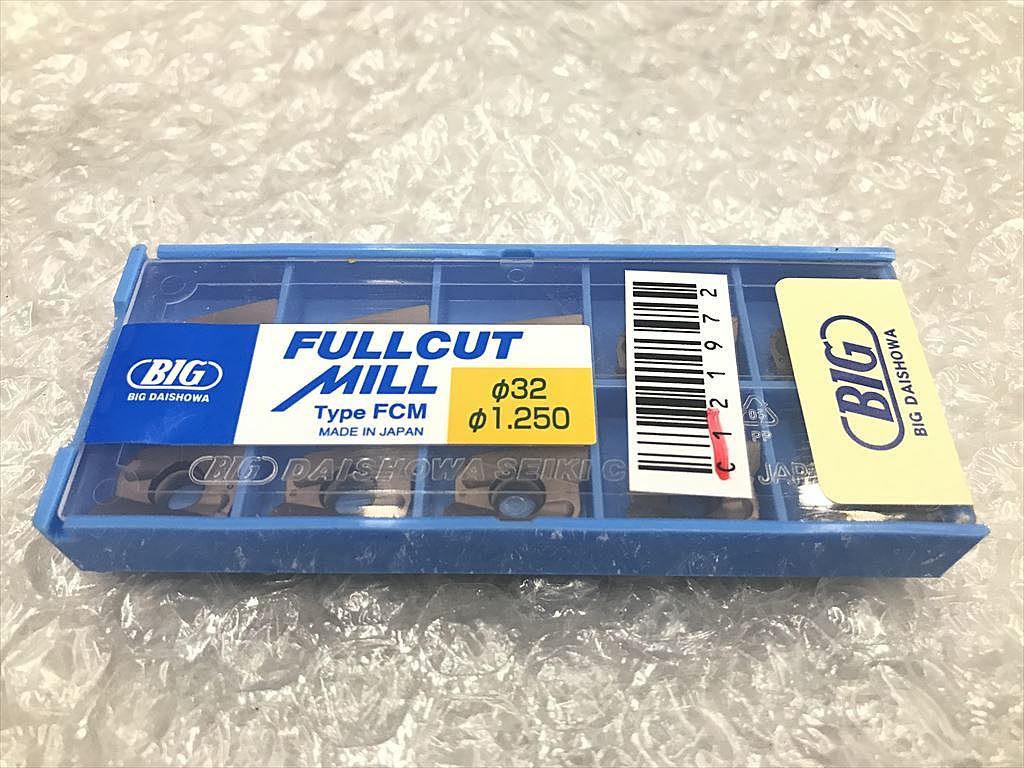 BIG
BIG DAISHOWA
FULLCUT
MILL
Type FCM
MADE IN JAPAN
φ32
φ1.250
C121972
BIG
BIG DAISHOWA
BIG DAISHOWA SEIKI C